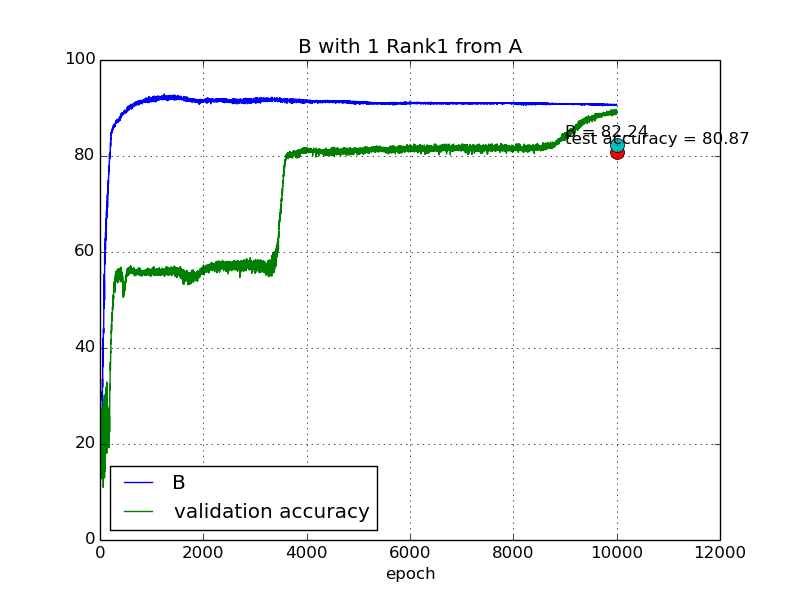 B with 1 Rank1 from A
100
80
60
40
20
0
B = 82.24
test accuracy = 80.87
B
validation accuracy
0 2000 4000 6000 8000 10000 12000
epoch